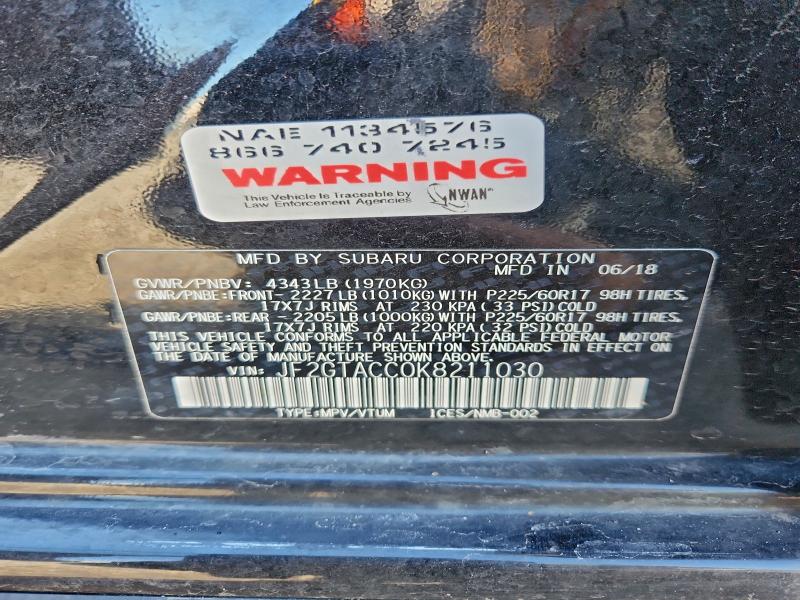 NAE 1134576
866 740 7245
WARNING
This Vehicle is Traceable by
Law Enforcement Agencies
NWAN®
MFD BY SUBARU CORPORATION
MFD IN 06/18
GVWR/PNBV: 4343LB (1970KG)
GAWR/PNBE:FRONT- 2227LB (1010KG) WITH P225/60R17 98H TIRES,
17X7J RIMS AT 230 KPA (33 PSI) COLD
GAWR/PNBE:REAR -2205LB (1000KG) WITH P225/60R17 98H TIRES,
17X7J RIMS AT 220 KPA (32 PSI) COLD
THIS VEHICLE CONFORMS TO ALL APPLICABLE FEDERAL MOTOR
VEHICLE SAFETY AND THEFT PREVENTION STANDARDS IN EFFECT ON
THE DATE OF MANUFACTURE SHOWN ABOVE.
VIN: JF2GTACC0K8211030
TYPE:MPV/VTUM ICES/NMB-002